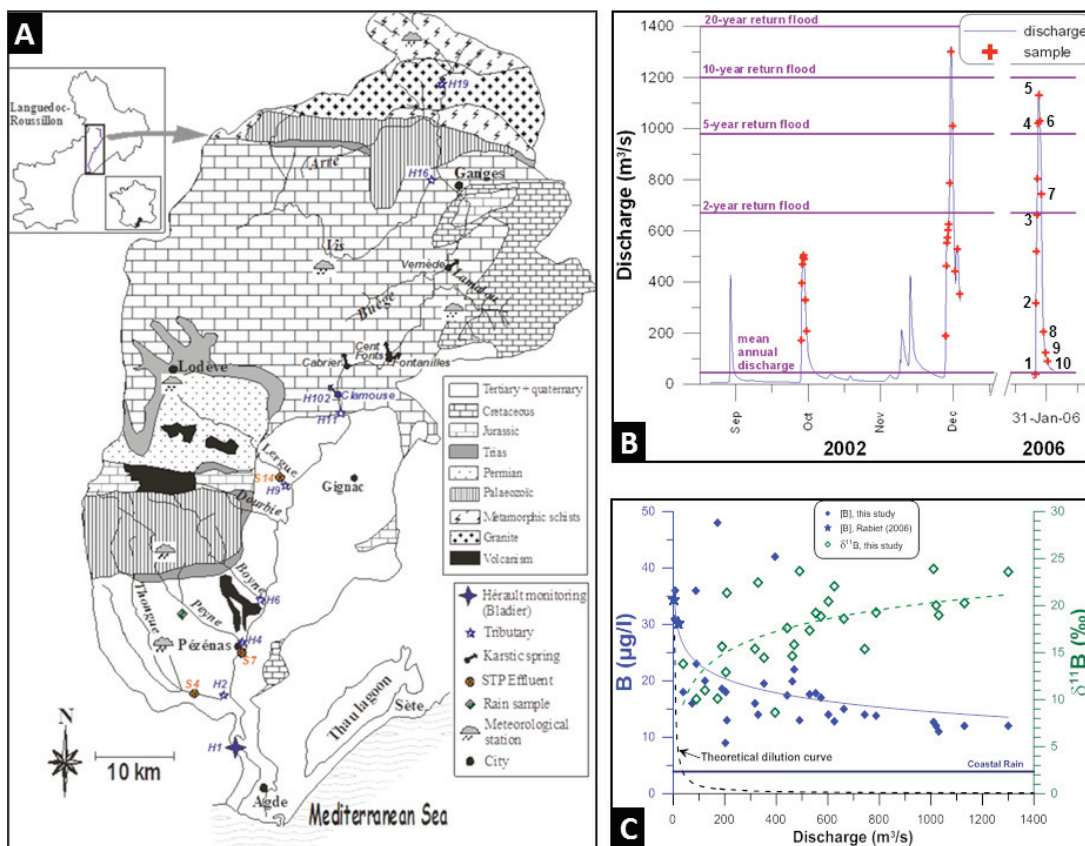 A
Languedoc-
Roussillon
H19
Arre
H16
Ganges
Vis
Vernède
Lamalou
Buège
Cent
Fonts
Cabrier
Fontanilles
Lodève
H102
Clamouse
H11
Lergue
S14
H9
Gignac
Dourbie
Boyne
H6
Thongue
Peyne
Pézénas
H4
S7
S4
H2
H1
Thau lagoon
Sète
Agde
Mediterranean Sea
N
10 km
Tertiary + quaternary
Cretaceous
Jurassic
Trias
Permian
Palaeozoïc
Metamorphic schists
Granite
Volcanism
Hérault monitoring
(Bladier)
Tributary
Karstic spring
STP Effluent
Rain sample
Meteorological
station
City
B
20-year return flood
discharge
sample
10-year return flood
5-year return flood
2-year return flood
mean
annual
discharge
1400
1200
1000
800
600
400
200
0
Discharge (m³/s)
5
4
6
7
3
2
8
1
9
10
Sep
Oct
Nov
Dec
31-Jan-06
2002
2006
C
[B], this study
[B], Rabiet (2006)
δ¹¹B, this study
50
40
30
20
10
0
B (µg/l)
30
25
20
15
10
5
0
δ¹¹B (‰)
Theoretical dilution curve
Coastal Rain
0
200
400
600
800
1000
1200
1400
Discharge (m³/s)